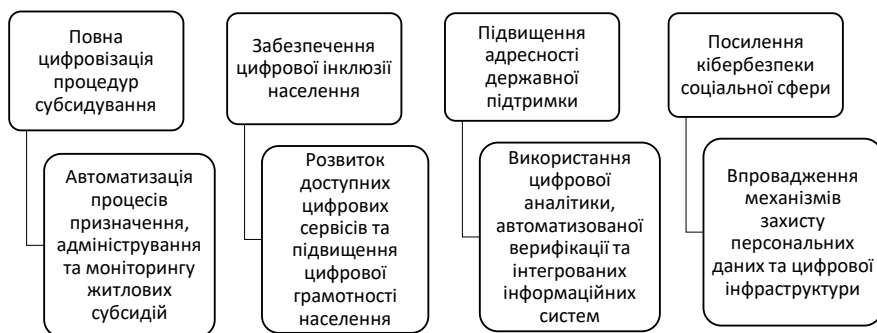 Повна
цифровізація
процедур
субсидування
Автоматизація
процесів
призначення,
адміністрування
та моніторингу
житлових
субсидій
Забезпечення
цифрової інклюзії
населення
Розвиток
доступних
цифрових
сервісів та
підвищення
цифрової
грамотності
населення
Підвищення
адресності
державної
підтримки
Використання
цифрової
аналітики,
автоматизованої
верифікації та
інтегрованих
інформаційних
систем
Посилення
кібербезпеки
соціальної сфери
Впровадження
механізмів
захисту
персональних
даних та цифрової
інфраструктури